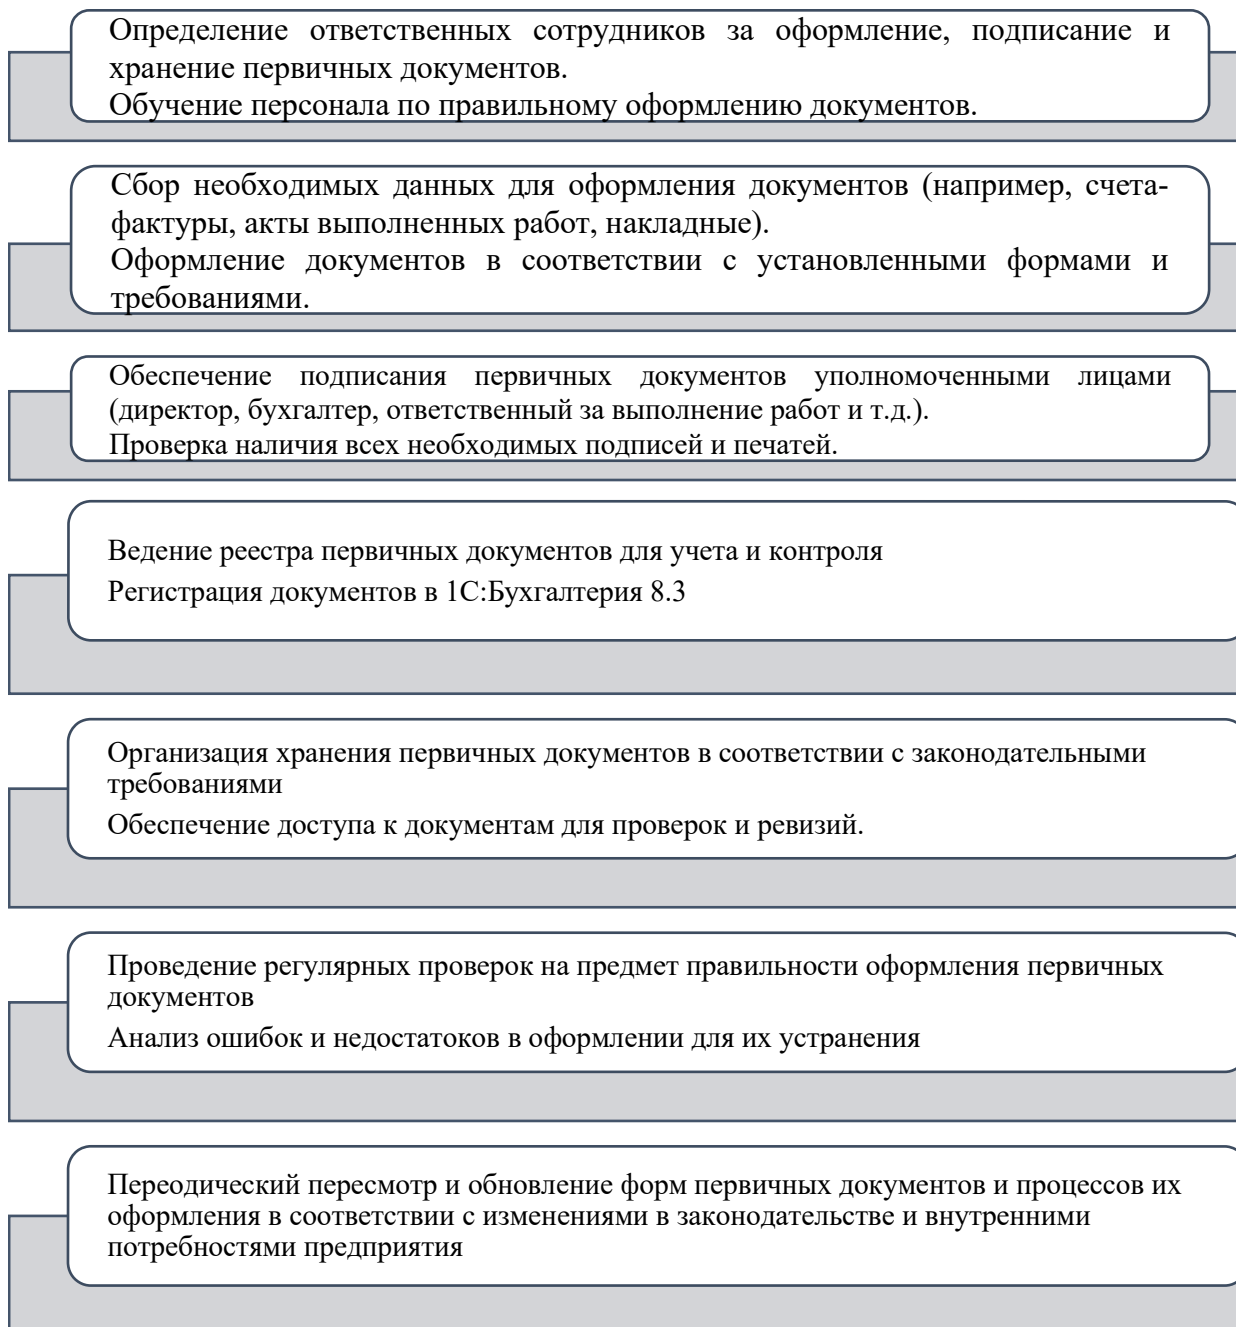 Определение ответственных сотрудников за оформление, подписание и
хранение первичных документов.
Обучение персонала по правильному оформлению документов.
Сбор необходимых данных для оформления документов (например, счета-
фактуры, акты выполненных работ, накладные).
Оформление документов в соответствии с установленными формами и
требованиями.
Обеспечение подписания первичных документов уполномоченными лицами
(директор, бухгалтер, ответственный за выполнение работ и т.д.).
Проверка наличия всех необходимых подписей и печатей.
Ведение реестра первичных документов для учета и контроля
Регистрация документов в 1С:Бухгалтерия 8.3
Организация хранения первичных документов в соответствии с законодательными
требованиями
Обеспечение доступа к документам для проверок и ревизий.
Проведение регулярных проверок на предмет правильности оформления первичных
документов
Анализ ошибок и недостатоков в оформлении для их устранения
Переодический пересмотр и обновление форм первичных документов и процессов их
оформления в соответствии с изменениями в законодательстве и внутренними
потребностями предприятия